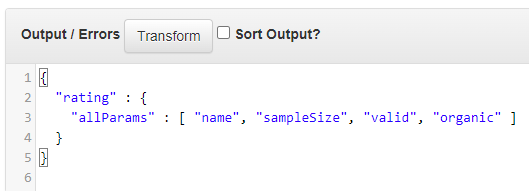 Output / Errors Transform Sort Output?
1 {
2 "rating" : {
3 "allParams" : [ "name", "sampleSize", "valid", "organic" ]
4 }
5 }
6